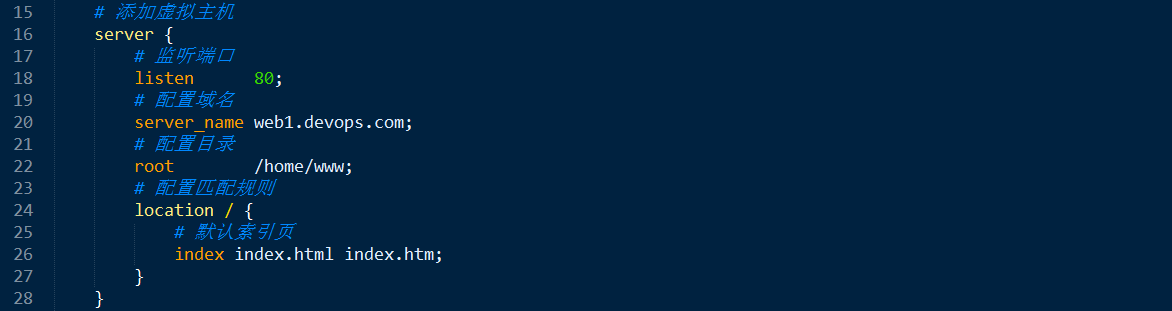 15 # 添加虚拟主机
16 server {
17 # 监听端口
18 listen 80;
19 # 配置域名
20 server_name web1.devops.com;
21 # 配置目录
22 root /home/www;
23 # 配置匹配规则
24 location / {
25 # 默认索引页
26 index index.html index.htm;
27 }
28 }